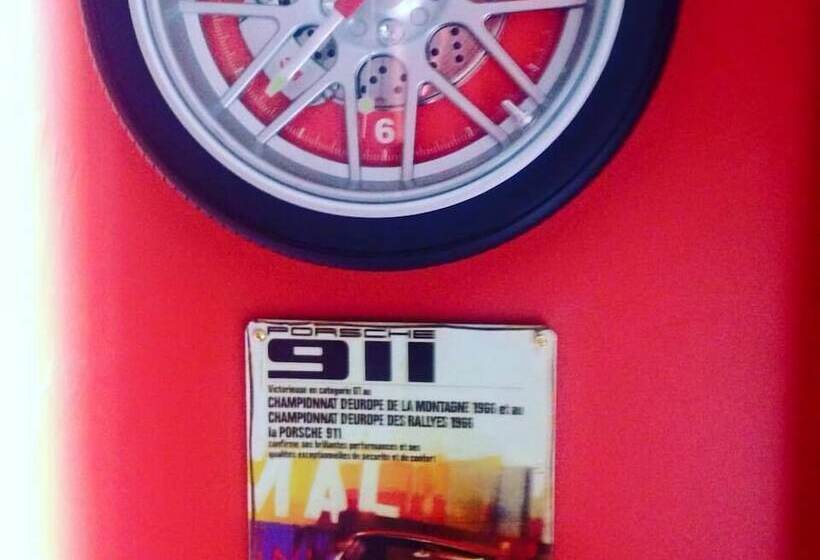 6
PORSCHE
911
Victorieuse en catégorie GT au
CHAMPIONNAT D'EUROPE DE LA MONTAGNE 1966 et au
CHAMPIONNAT D'EUROPE DES RALLYES 1966
la PORSCHE 911
confirme ses brillantes performances et ses
qualités exceptionnelles de sécurité et de confort